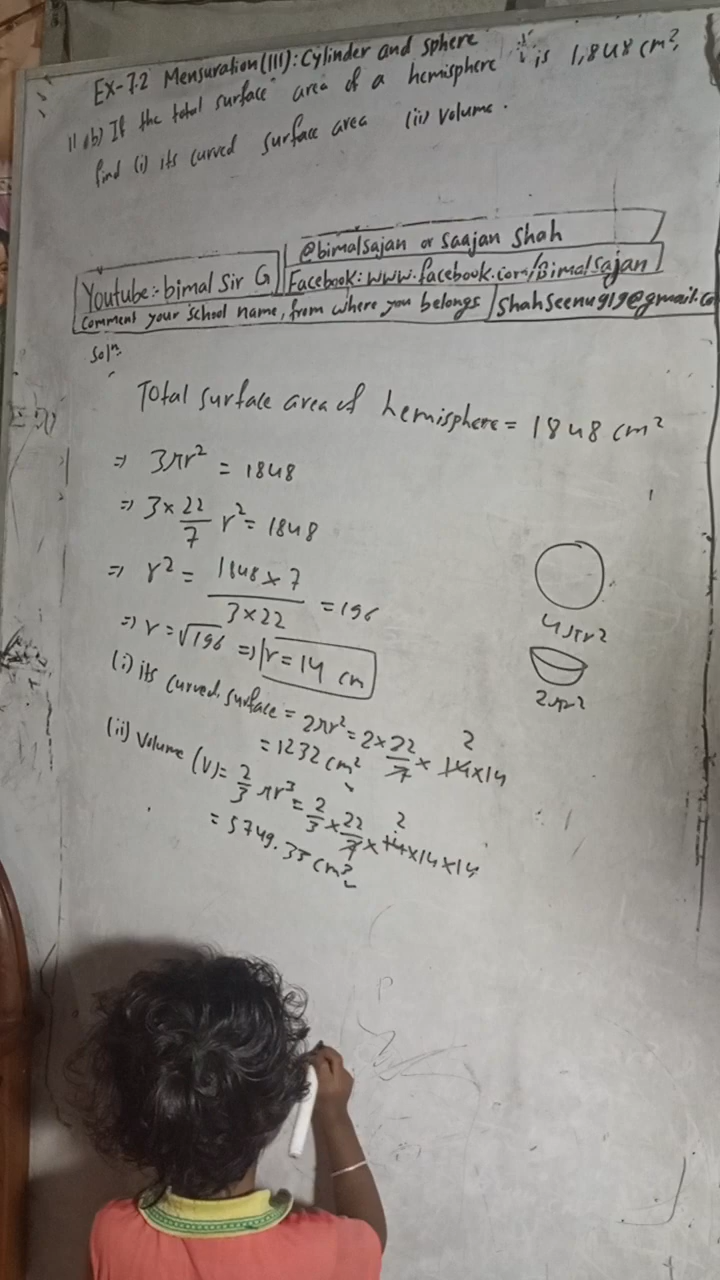 Ex-7.2 Mensuration(III): Cylinder and sphere
11 (b) If the total surface area of a hemisphere is 1,848 cm²,
find (i) its curved surface area (ii) volume.
@bimalsajan or Saajan Shah
Youtube:- bimal Sir G
Facebook: www.facebook.com/Bimalsajan
Comment your school name, from where you belongs
Shahseenu919@gmail.co
Solⁿ:
Total surface area of hemisphere = 1848 cm²
⇒ 3πr² = 1848
⇒ 3 × 22/7 r² = 1848
⇒ r² = (1848 × 7)/(3 × 22) = 196
⇒ r = √196 ⇒ r = 14 cm
(i) its curved surface = 2πr² = 2 × 22/7 × 14 × 14 2
= 1232 cm²
(ii) Volume (V) = 2/3 πr³ = 2/3 × 22/7 × 14 × 14 × 14 2
= 5749.33 cm³
4πr²
2πr²
P